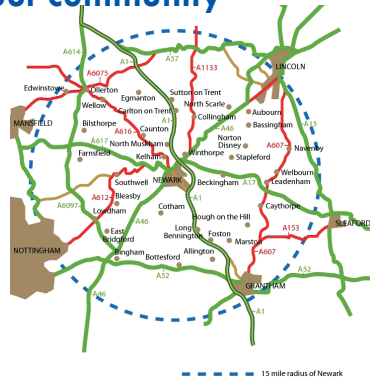 our community
A614
A1
A57
A1133
LINCOLN
A6075
Edwinstowe
Ollerton
Wellow
Egmanton
Sutton on Trent
Carlton on Trent
North Scarle
Collingham
A1
Aubourn
Bassingham
A15
MANSFIELD
Bilsthorpe
A616
Caunton
A46
Norton
Disney
A617
North Muskham
A607
Navenby
Farnsfield
Kelham
Winthorpe
Stapleford
Welbourn
Southwell
NEWARK
Beckingham
A17
Leadenham
A612
Bleasby
A6097
Lowdham
Cotham
A1
Caythorpe
A46
Hough on the Hill
SLEAFORD
East
Bridgford
Long
Bennington
Foston
Marston
A153
NOTTINGHAM
Bingham
Bottesford
Allington
A607
A52
A52
GRANTHAM
A46
A1
15 mile radius of Newark